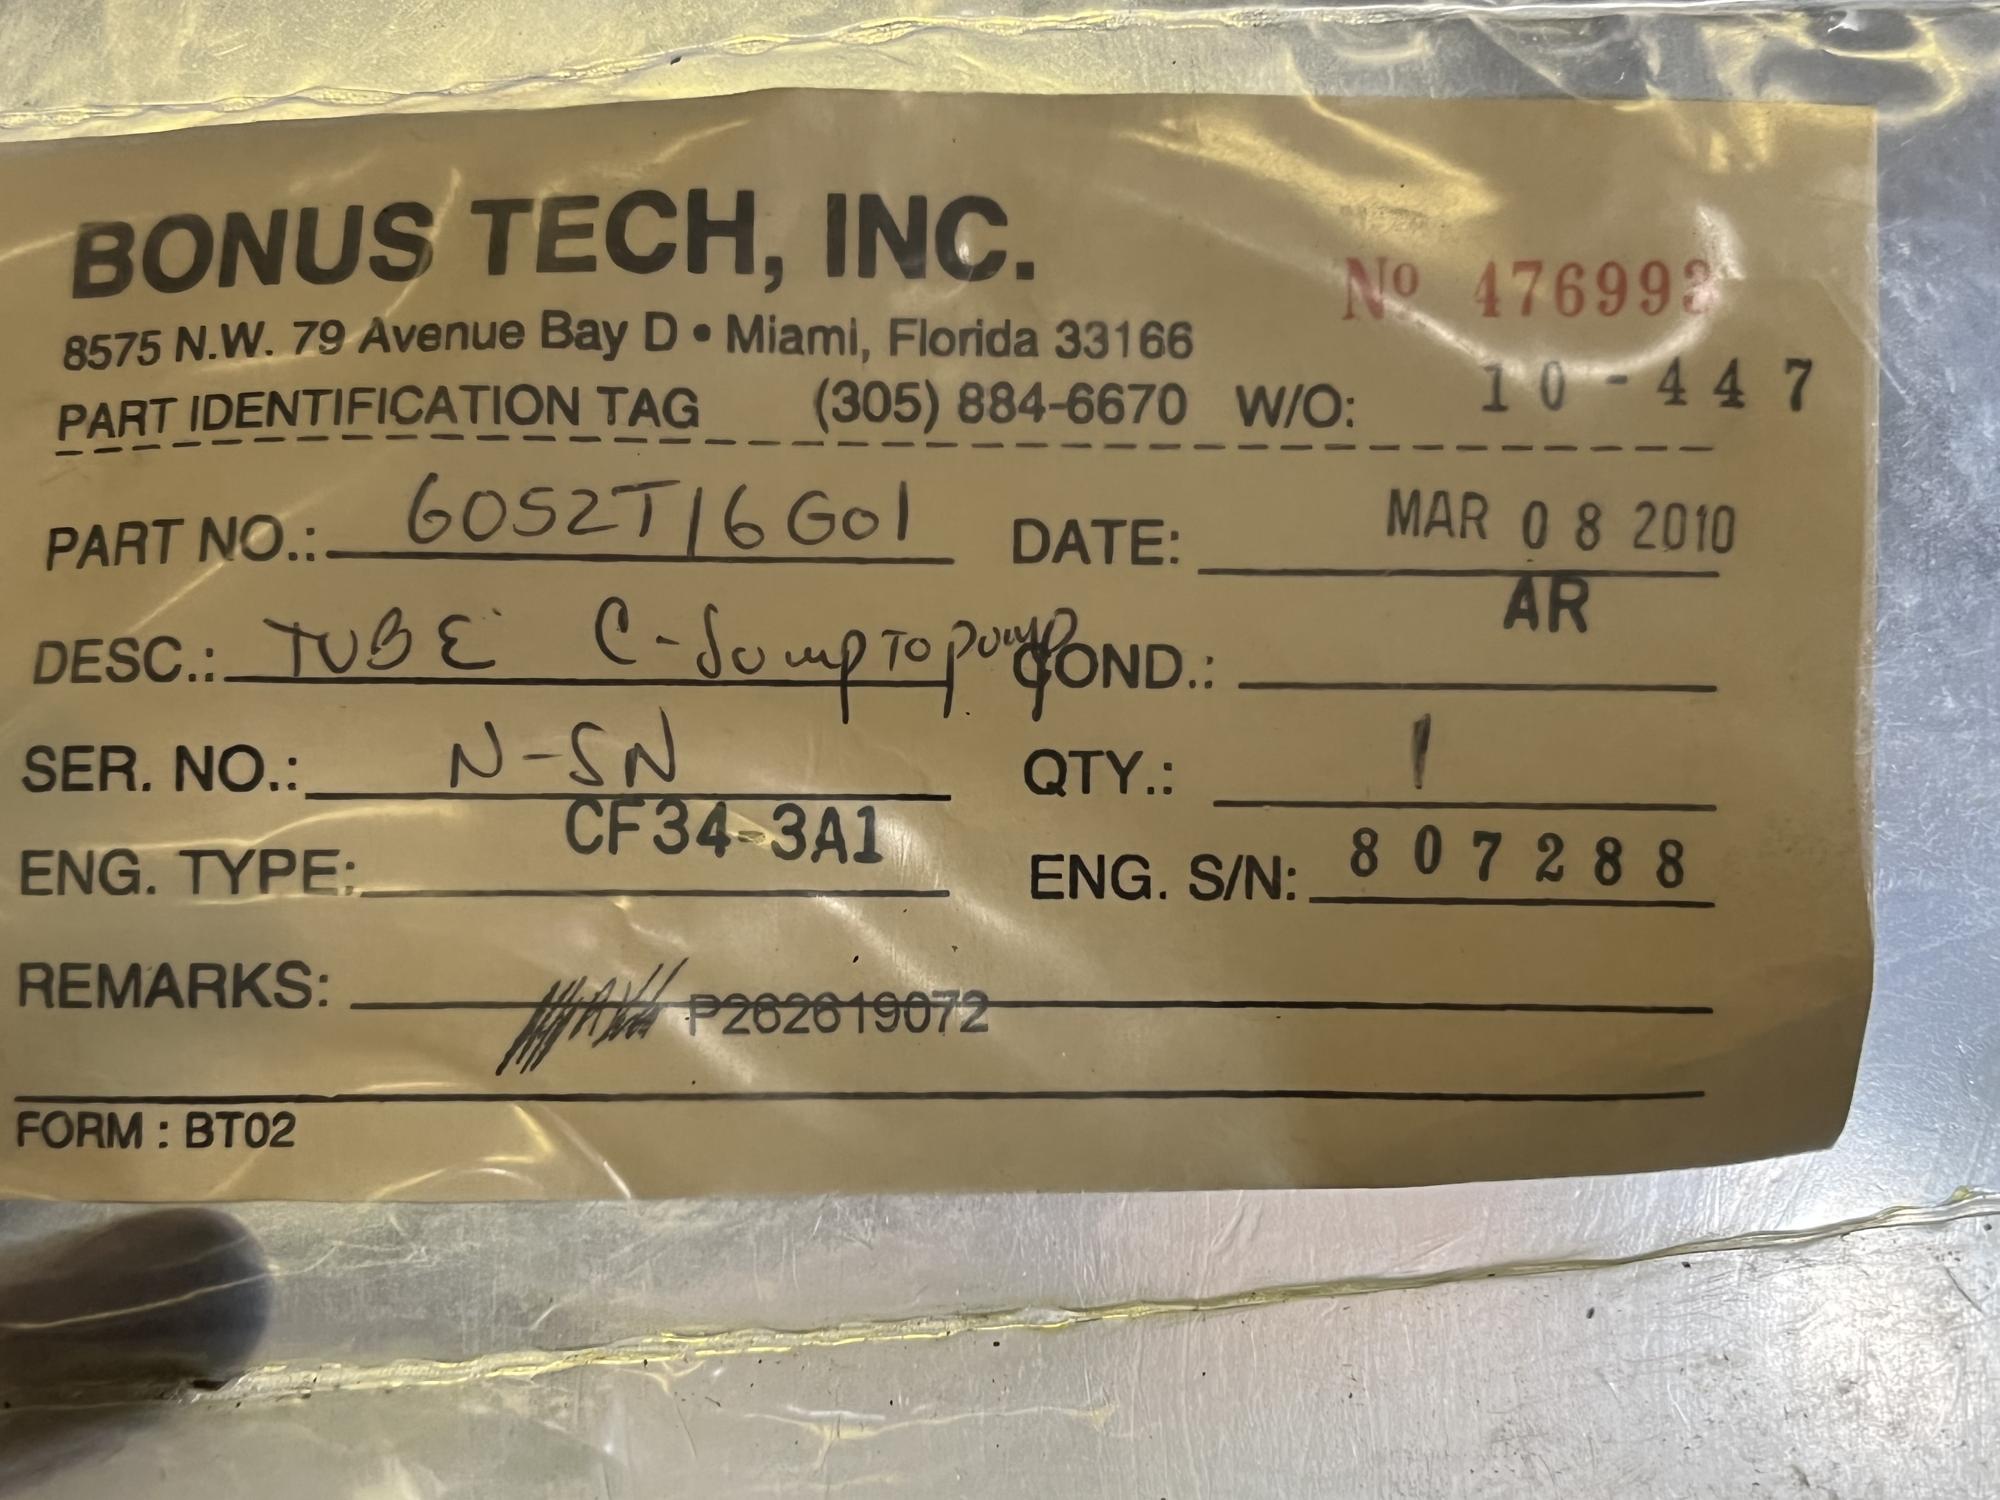 BONUS TECH, INC.
Nº 476993
8575 N.W. 79 Avenue Bay D • Miami, Florida 33166
PART IDENTIFICATION TAG (305) 884-6670 W/O: 10-447
PART NO.: 6052T16G01 DATE: MAR 08 2010
DESC.: TUBE C-Sump TO pump COND.: AR
SER. NO.: N-SN QTY.: 1
ENG. TYPE: CF34-3A1 ENG. S/N: 807288
REMARKS: P262619072
FORM : BT02